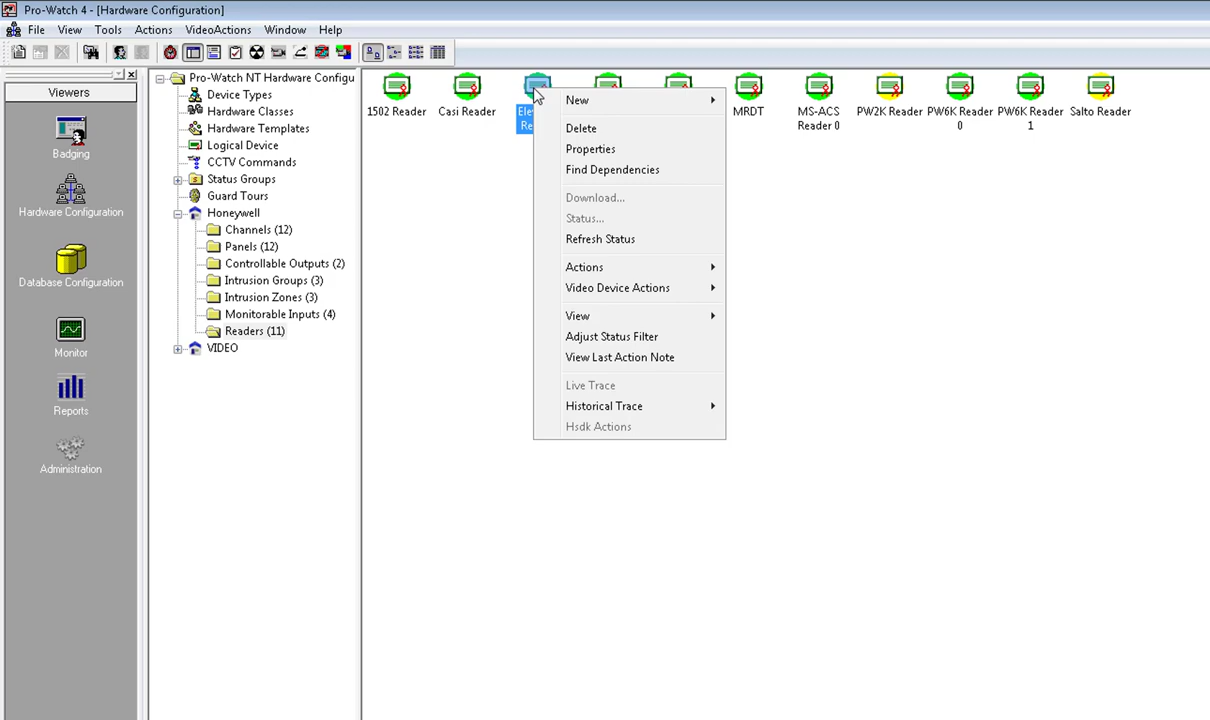 Pro-Watch 4 - [Hardware Configuration]
File View Tools Actions VideoActions Window Help
Viewers
Badging
Hardware Configuration
Database Configuration
Monitor
Reports
Administration
Pro-Watch NT Hardware Configu
Device Types
Hardware Classes
Hardware Templates
Logical Device
CCTV Commands
Status Groups
Guard Tours
Honeywell
Channels (12)
Panels (12)
Controllable Outputs (2)
Intrusion Groups (3)
Intrusion Zones (3)
Monitorable Inputs (4)
Readers (11)
VIDEO
1502 Reader
Casi Reader
MRDT
MS-ACS
Reader 0
PW2K Reader
PW6K Reader
0
PW6K Reader
1
Salto Reader
New
Delete
Properties
Find Dependencies
Download...
Status...
Refresh Status
Actions
Video Device Actions
View
Adjust Status Filter
View Last Action Note
Live Trace
Historical Trace
Hsdk Actions